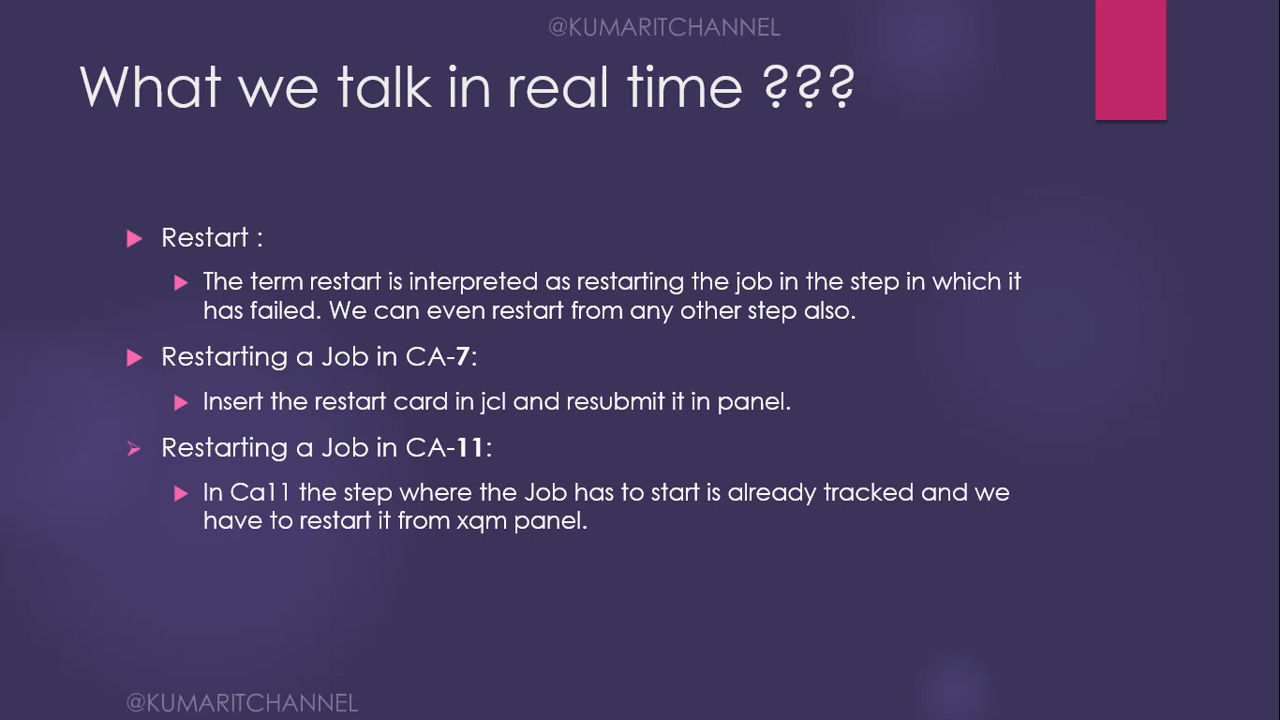 @KUMARITCHANNEL
What we talk in real time ???
Restart :
The term restart is interpreted as restarting the job in the step in which it
has failed. We can even restart from any other step also.
Restarting a Job in CA-7:
Insert the restart card in jcl and resubmit it in panel.
Restarting a Job in CA-11:
In Ca11 the step where the Job has to start is already tracked and we
have to restart it from xqm panel.
@KUMARITCHANNEL